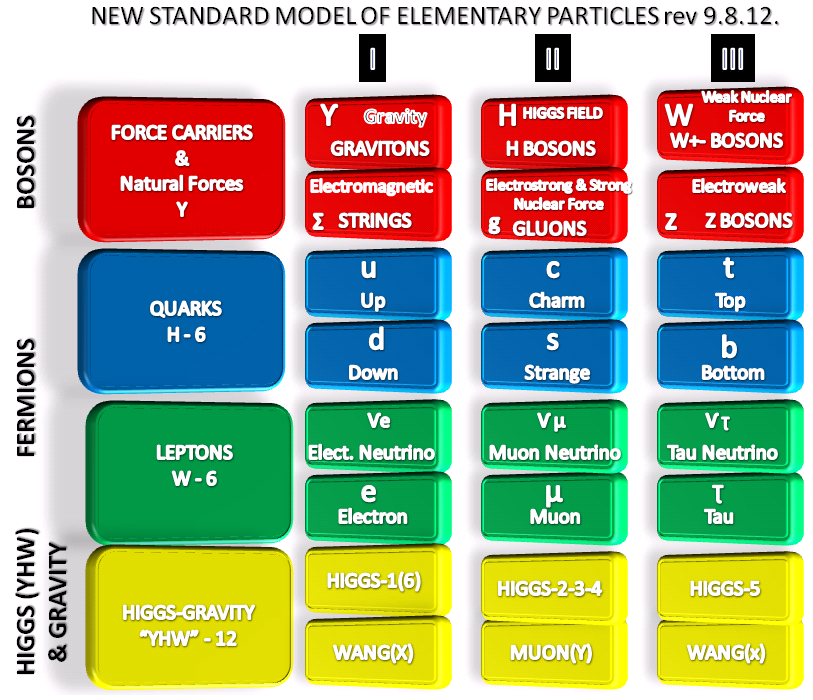 NEW STANDARD MODEL OF ELEMENTARY PARTICLES rev 9.8.12.
I II III
BOSONS
FORCE CARRIERS
&
Natural Forces
Y
Y Gravity
GRAVITONS
H HIGGS FIELD
H BOSONS
Weak Nuclear
W Force
W+- BOSONS
Electromagnetic
Σ STRINGS
Electrostrong & Strong
Nuclear Force
g GLUONS
Electroweak
Z Z BOSONS
FERMIONS
QUARKS
H - 6
u
Up
c
Charm
t
Top
d
Down
s
Strange
b
Bottom
LEPTONS
W - 6
Ve
Elect. Neutrino
V μ
Muon Neutrino
V τ
Tau Neutrino
e
Electron
μ
Muon
τ
Tau
HIGGS (YHW)
& GRAVITY
HIGGS-GRAVITY
"YHW" - 12
HIGGS-1(6)
HIGGS-2-3-4
HIGGS-5
WANG(X)
MUON(Y)
WANG(x)